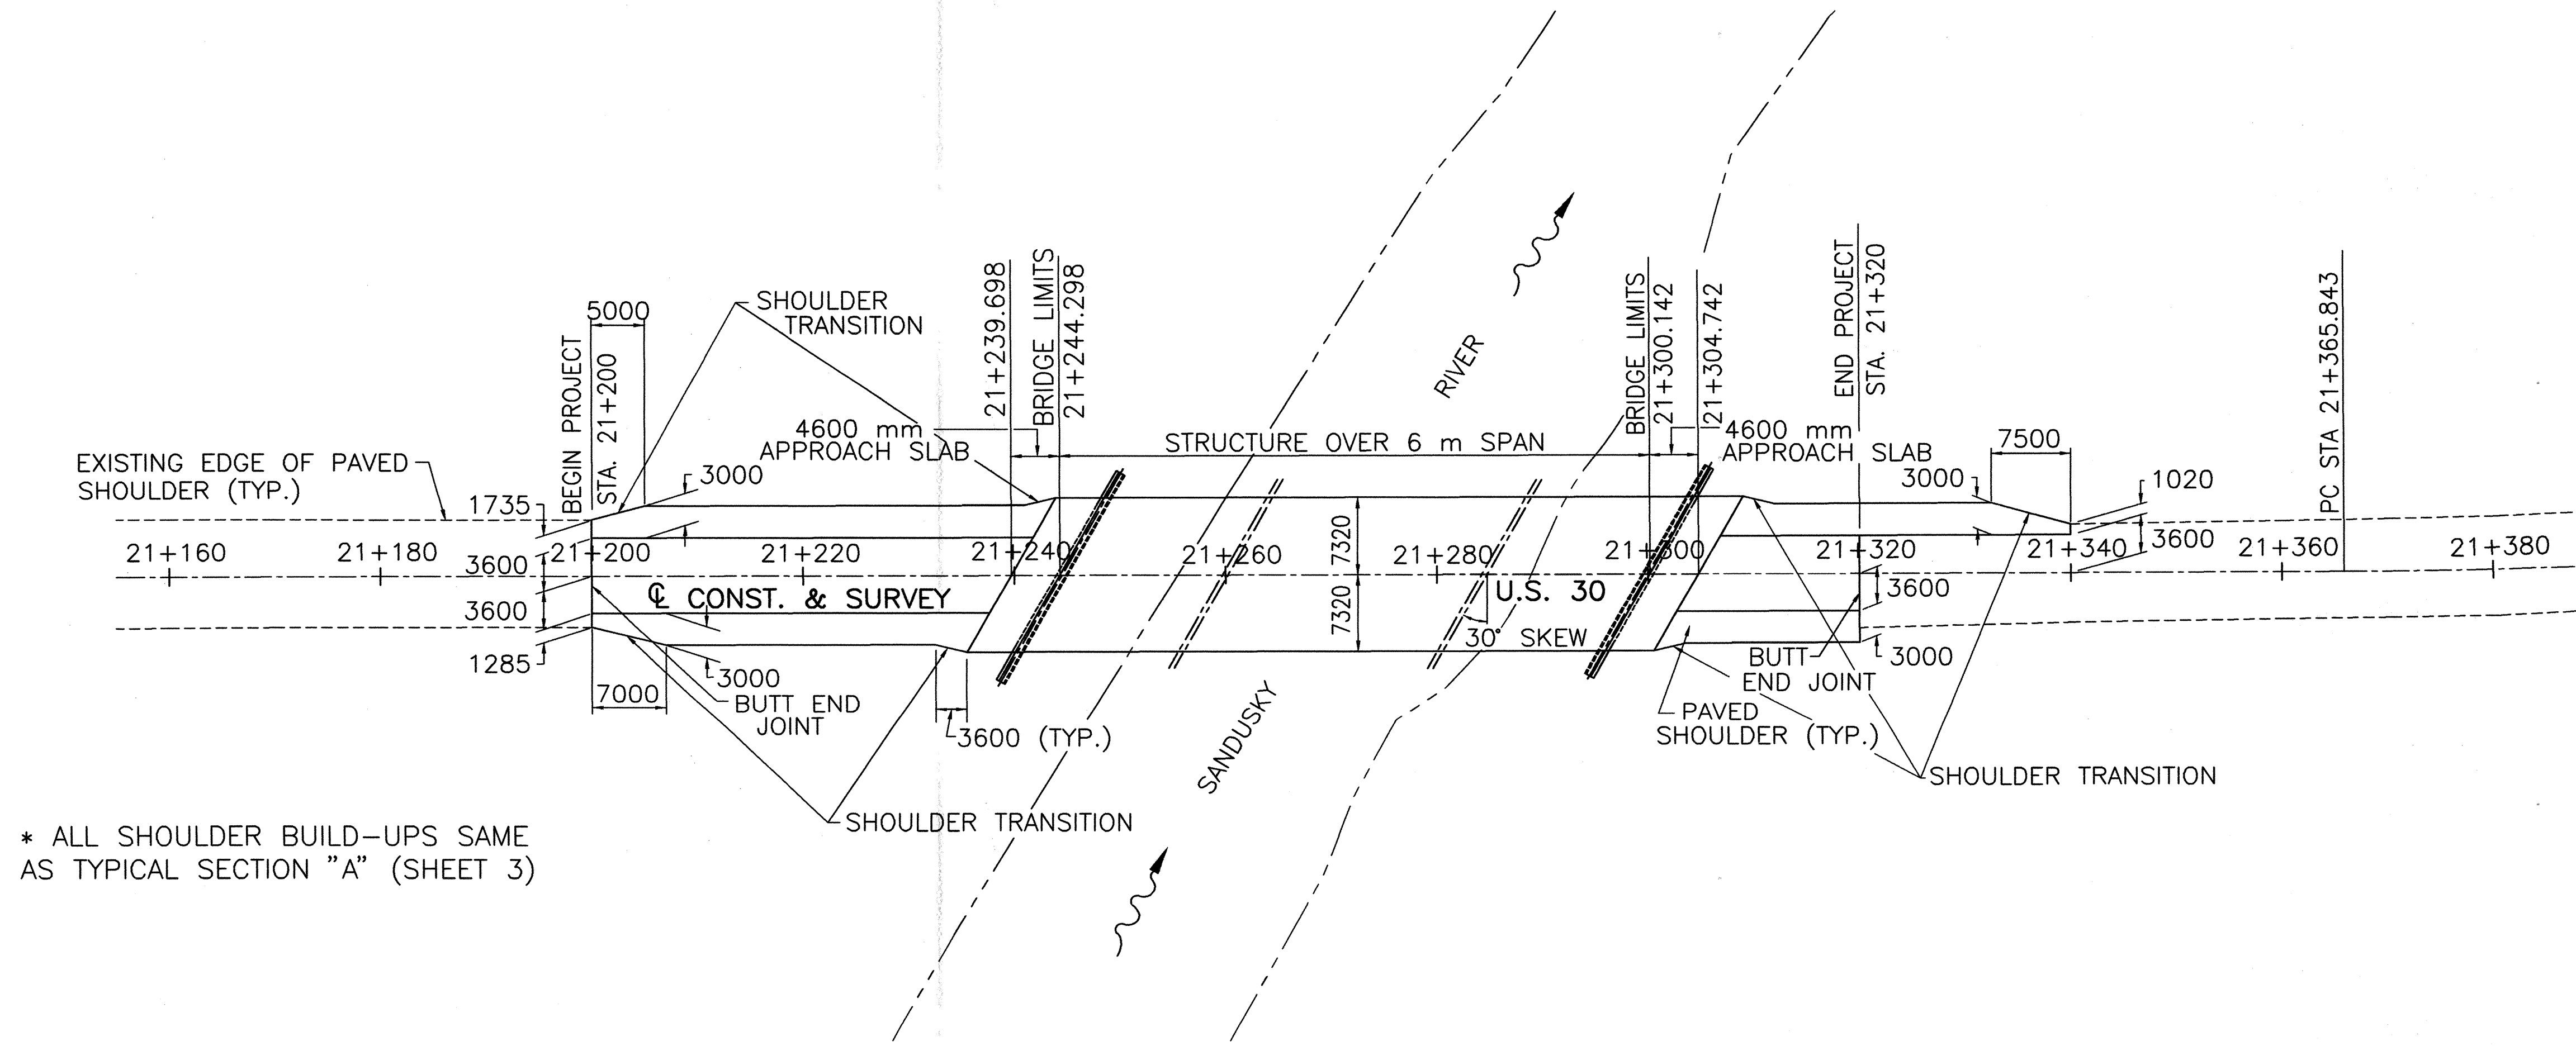 EXISTING EDGE OF PAVED
SHOULDER (TYP.)
BEGIN PROJECT
STA. 21+200
5000
SHOULDER
TRANSITION
4600 mm
APPROACH SLAB
21+239.698
BRIDGE LIMITS
21+244.298
STRUCTURE OVER 6 m SPAN
RIVER
BRIDGE LIMITS
21+300.142
21+304.742
4600 mm
APPROACH SLAB
END PROJECT
STA. 21+320
7500
3000
1020
3600
PC STA 21+365.843
1735
3000
3600
3600
1285
21+160
21+180
21+200
21+220
21+240
21+260
21+280
21+300
21+320
21+340
21+360
21+380
℄ CONST. & SURVEY
7320
7320
U.S. 30
30° SKEW
3600
3000
7000
3000
BUTT END
JOINT
3600 (TYP.)
BUTT
END JOINT
PAVED
SHOULDER (TYP.)
SHOULDER TRANSITION
SANDUSKY
SHOULDER TRANSITION
* ALL SHOULDER BUILD-UPS SAME
AS TYPICAL SECTION "A" (SHEET 3)